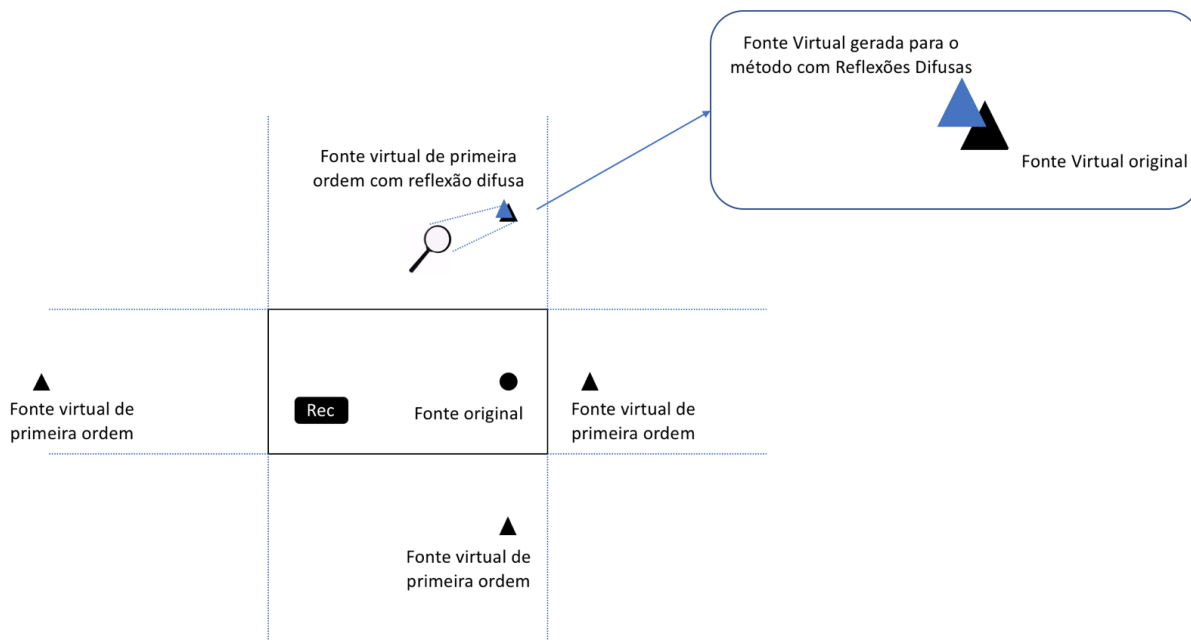 Fonte Virtual gerada para o
método com Reflexões Difusas
Fonte Virtual original
Fonte virtual de primeira
ordem com reflexão difusa
Fonte virtual de
primeira ordem
Rec
Fonte original
Fonte virtual de
primeira ordem
Fonte virtual de
primeira ordem